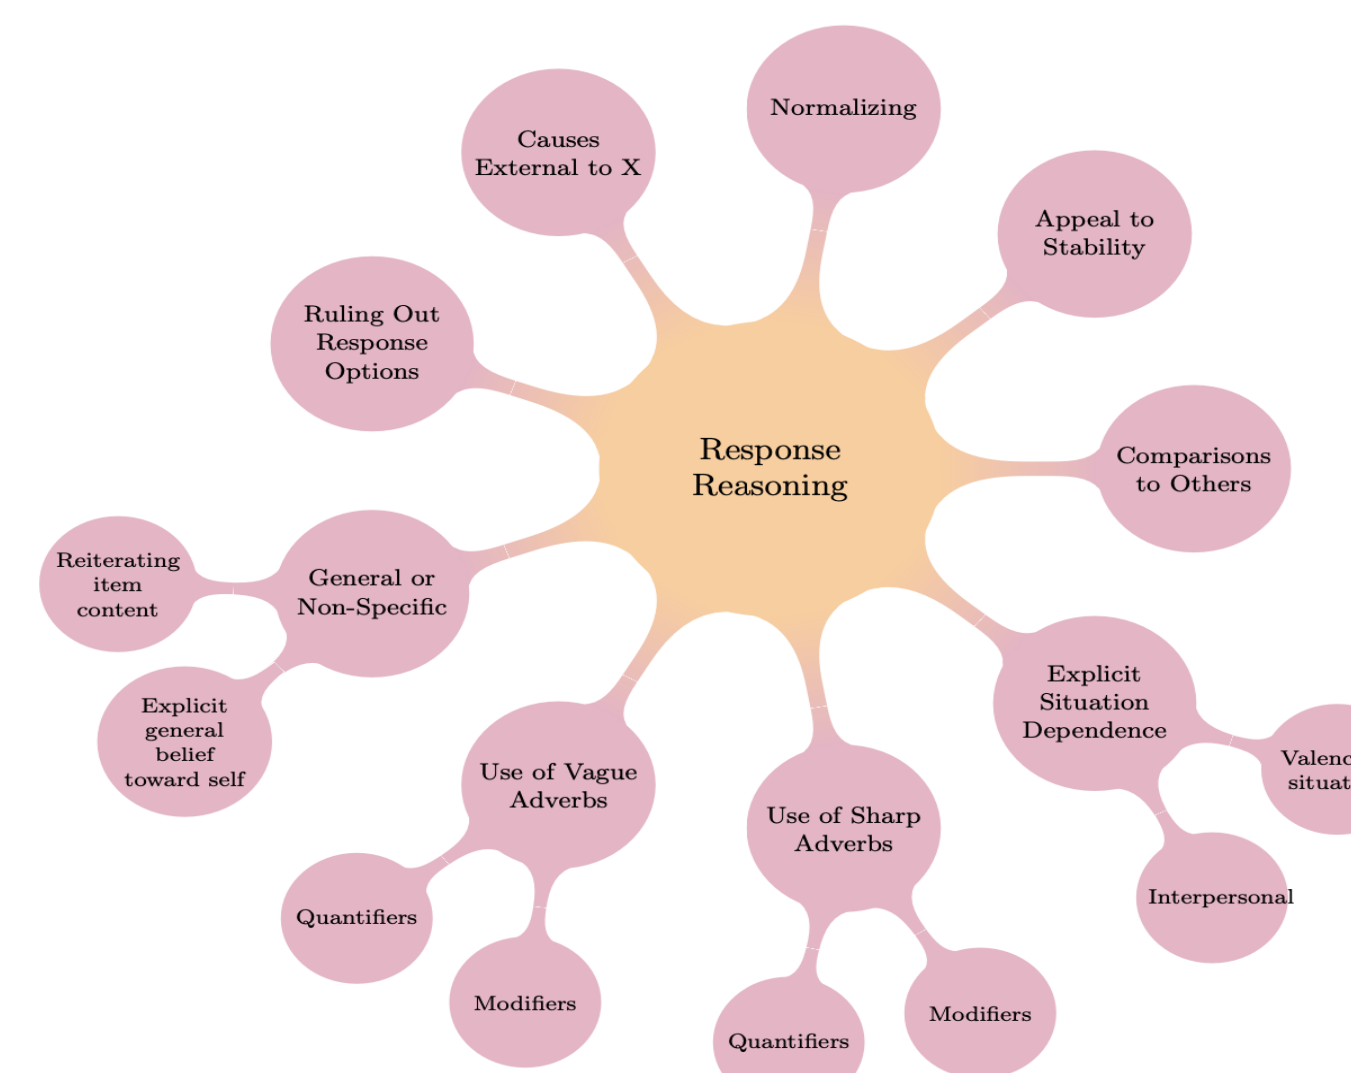 Normalizing
Causes
External to X
Appeal to
Stability
Ruling Out
Response
Options
Response
Reasoning
Comparisons
to Others
Reiterating
item
content
General or
Non-Specific
Explicit
general
belief
toward self
Explicit
Situation
Dependence
Use of Vague
Adverbs
Use of Sharp
Adverbs
Interpersonal
Quantifiers
Modifiers
Quantifiers
Modifiers